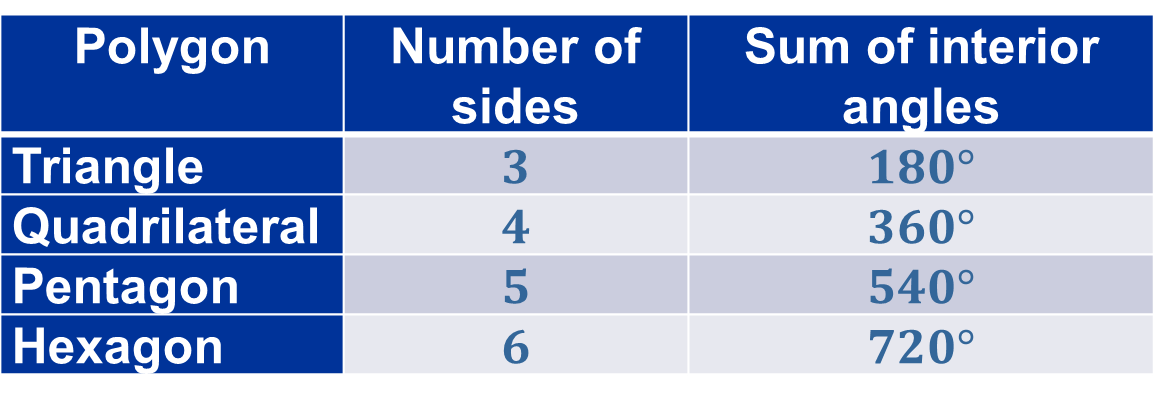 Polygon Number of sides Sum of interior angles
Triangle 3 180°
Quadrilateral 4 360°
Pentagon 5 540°
Hexagon 6 720°